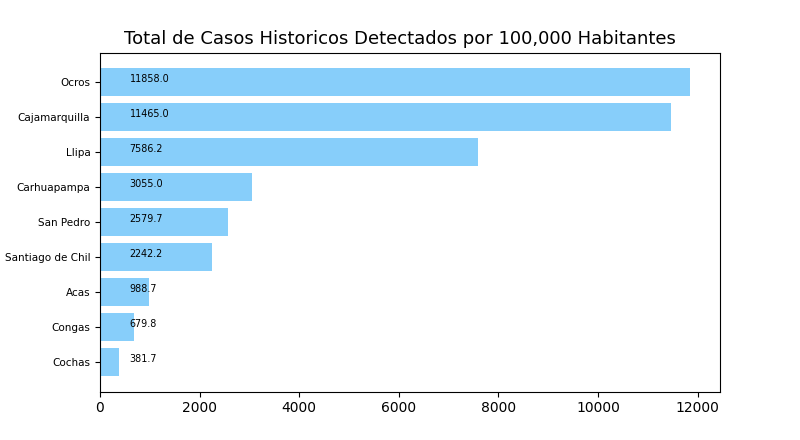 Total de Casos Historicos Detectados por 100,000 Habitantes
Ocros 11858.0
Cajamarquilla 11465.0
Llipa 7586.2
Carhuapampa 3055.0
San Pedro 2579.7
Santiago de Chil 2242.2
Acas 988.7
Congas 679.8
Cochas 381.7
0 2000 4000 6000 8000 10000 12000